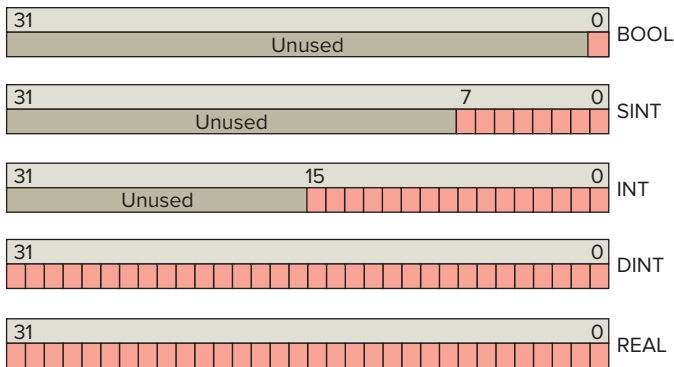 31 0
Unused
BOOL
31 7 0
Unused
SINT
31 15 0
Unused
INT
31 0
DINT
31 0
REAL